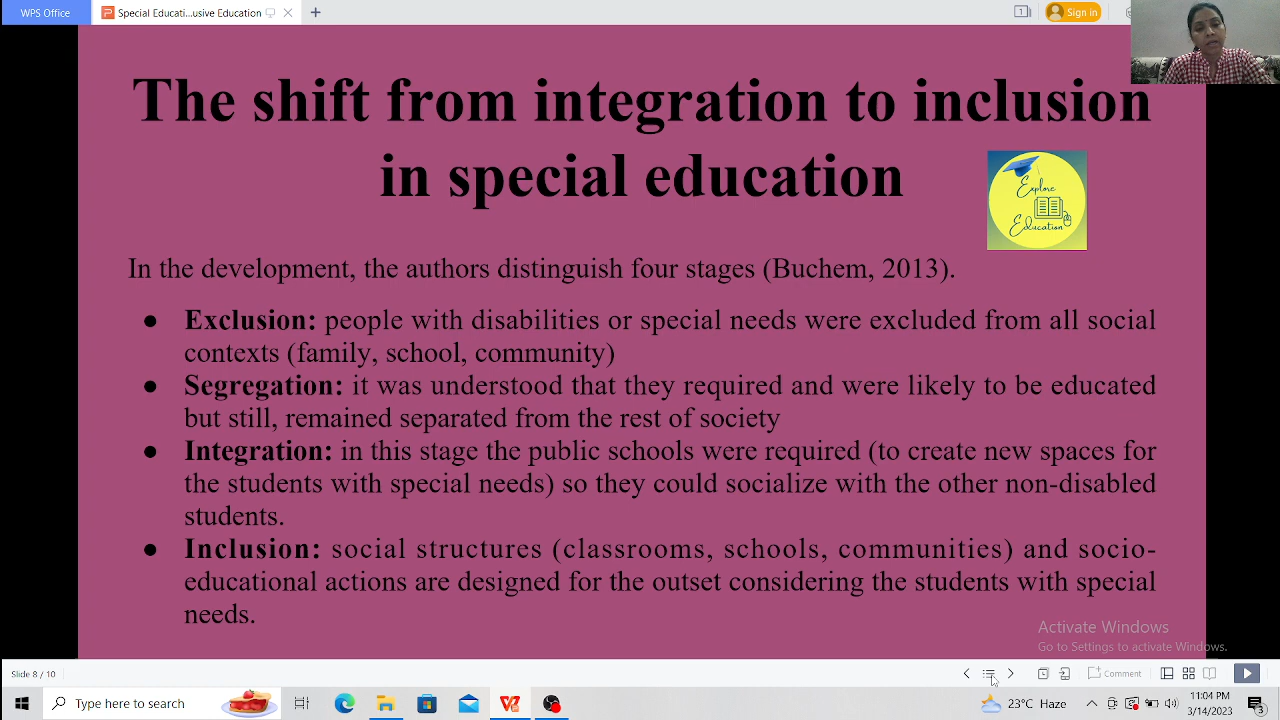 WPS Office
Special Educati...usive Education
Sign in
The shift from integration to inclusion
in special education
Explore
Education
In the development, the authors distinguish four stages (Buchem, 2013).
● Exclusion: people with disabilities or special needs were excluded from all social
contexts (family, school, community)
● Segregation: it was understood that they required and were likely to be educated
but still, remained separated from the rest of society
● Integration: in this stage the public schools were required (to create new spaces for
the students with special needs) so they could socialize with the other non-disabled
students.
● Inclusion: social structures (classrooms, schools, communities) and socio-
educational actions are designed for the outset considering the students with special
needs.
Activate Windows
Go to Settings to activate Windows.
Slide 8 / 10
Comment
Type here to search
23°C Haze
11:04 PM
3/14/2023
3